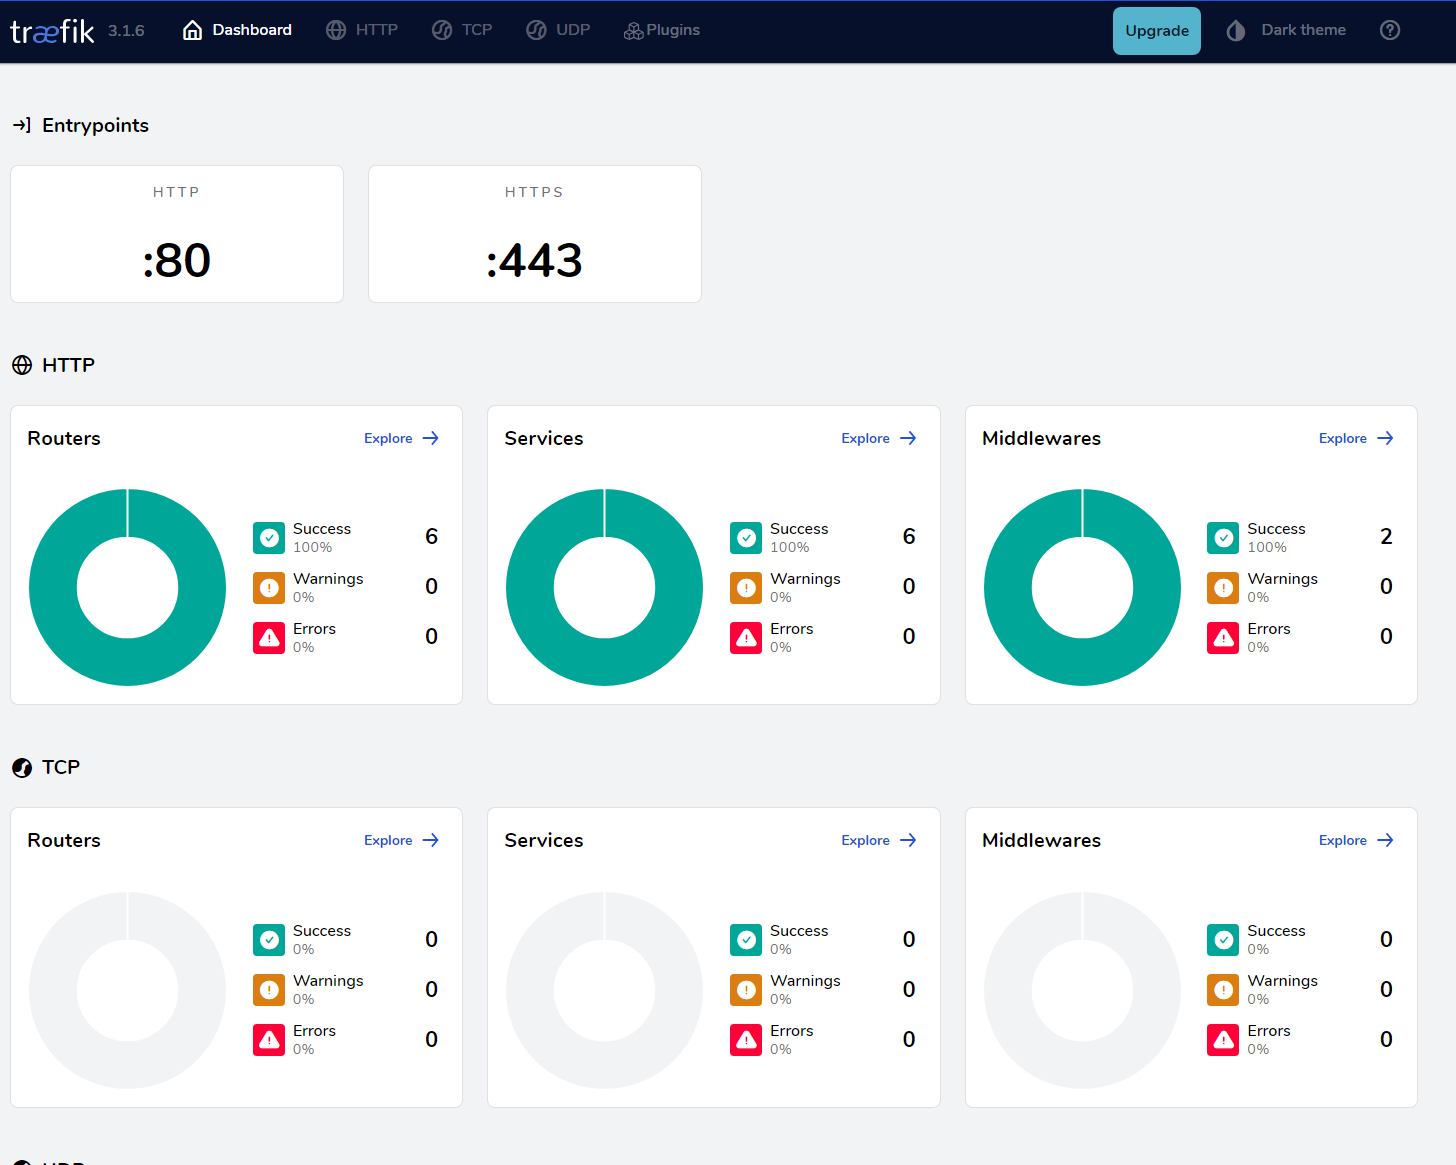 træfik 3.1.6 Dashboard HTTP TCP UDP Plugins Upgrade Dark theme
Entrypoints
HTTP
:80
HTTPS
:443
HTTP
Routers Explore
Success 6
100%
Warnings 0
0%
Errors 0
0%
Services Explore
Success 6
100%
Warnings 0
0%
Errors 0
0%
Middlewares Explore
Success 2
100%
Warnings 0
0%
Errors 0
0%
TCP
Routers Explore
Success 0
0%
Warnings 0
0%
Errors 0
0%
Services Explore
Success 0
0%
Warnings 0
0%
Errors 0
0%
Middlewares Explore
Success 0
0%
Warnings 0
0%
Errors 0
0%